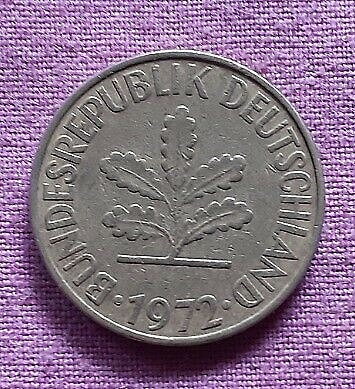 BUNDESREPUBLIK DEUTSCHLAND
· 1972 ·